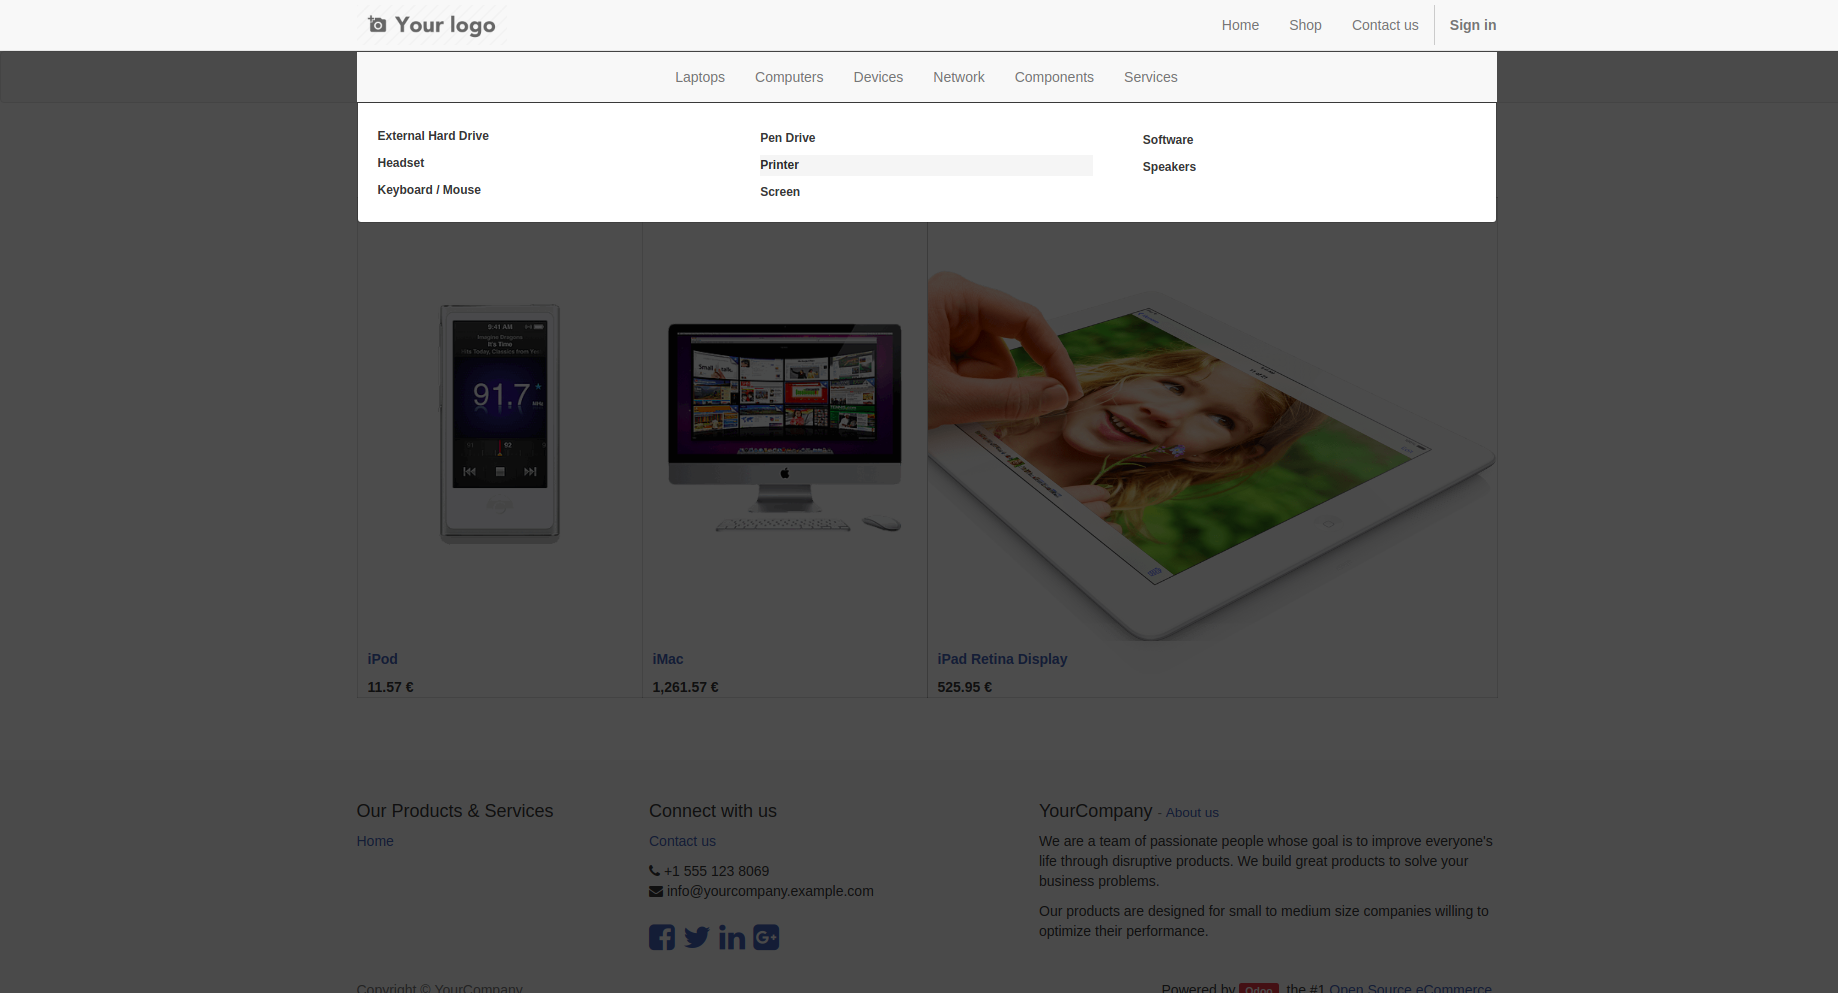 Your logo
Home Shop Contact us Sign in
Laptops Computers Devices Network Components Services
External Hard Drive
Headset
Keyboard / Mouse
Pen Drive
Printer
Screen
Software
Speakers
9:41 AM
Imagine Dragons
It's Time
91.7
92
iPod
11.57 €
iMac
1,261.57 €
iPad Retina Display
525.95 €
Our Products & Services
Home
Connect with us
Contact us
+1 555 123 8069
info@yourcompany.example.com
YourCompany - About us
We are a team of passionate people whose goal is to improve everyone's
life through disruptive products. We build great products to solve your
business problems.
Our products are designed for small to medium size companies willing to
optimize their performance.
Copyright © YourCompany
Powered by Odoo the #1 Open Source eCommerce